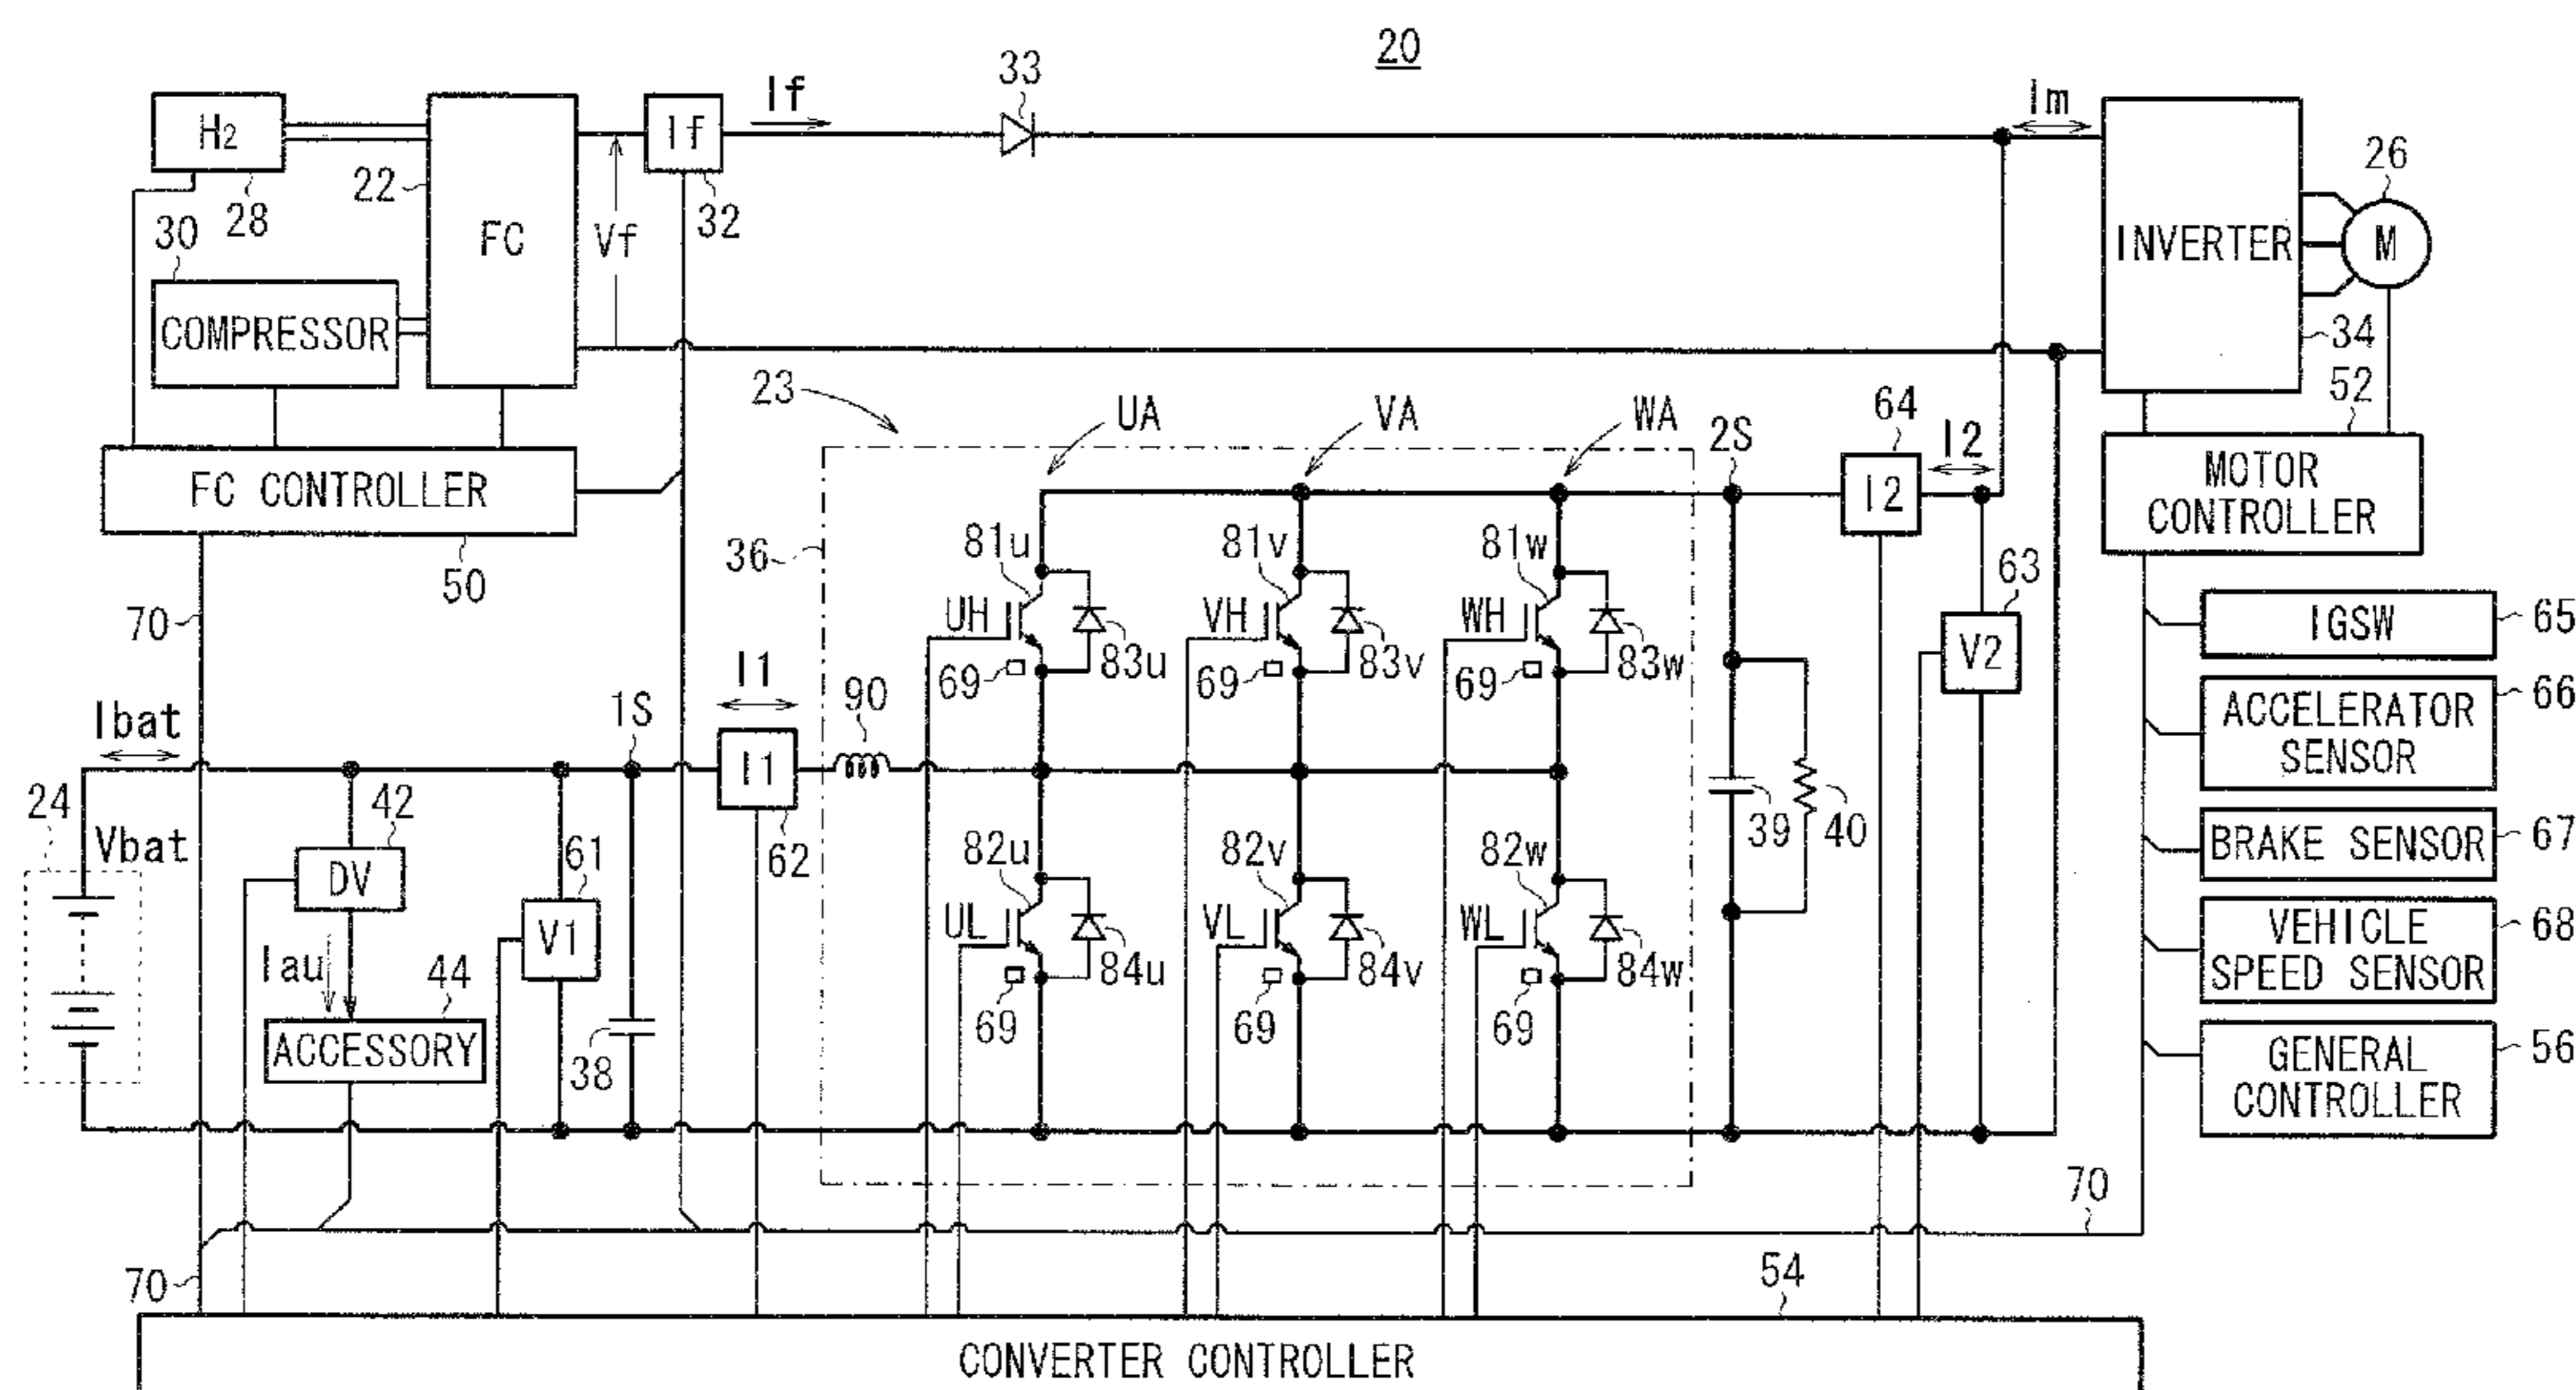 20
33
If
Im
H2
If
26
22
28
32
30
Vf
FC
INVERTER
M
COMPRESSOR
34
23
UA
VA
WA
64
52
2S
I2
FC CONTROLLER
I2
MOTOR
CONTROLLER
36
81u
81v
81w
50
63
70
UH
VH
WH
IGSW
65
V2
69
83u
69
83v
69
83w
I1
66
Ibat
1S
90
ACCELERATOR
SENSOR
I1
24
42
39
40
67
Vbat
61
62
82u
82v
82w
BRAKE SENSOR
DV
V1
UL
VL
WL
VEHICLE
SPEED SENSOR
68
Iau
44
84u
84v
84w
69
69
69
ACCESSORY
38
GENERAL
CONTROLLER
56
70
70
54
CONVERTER CONTROLLER